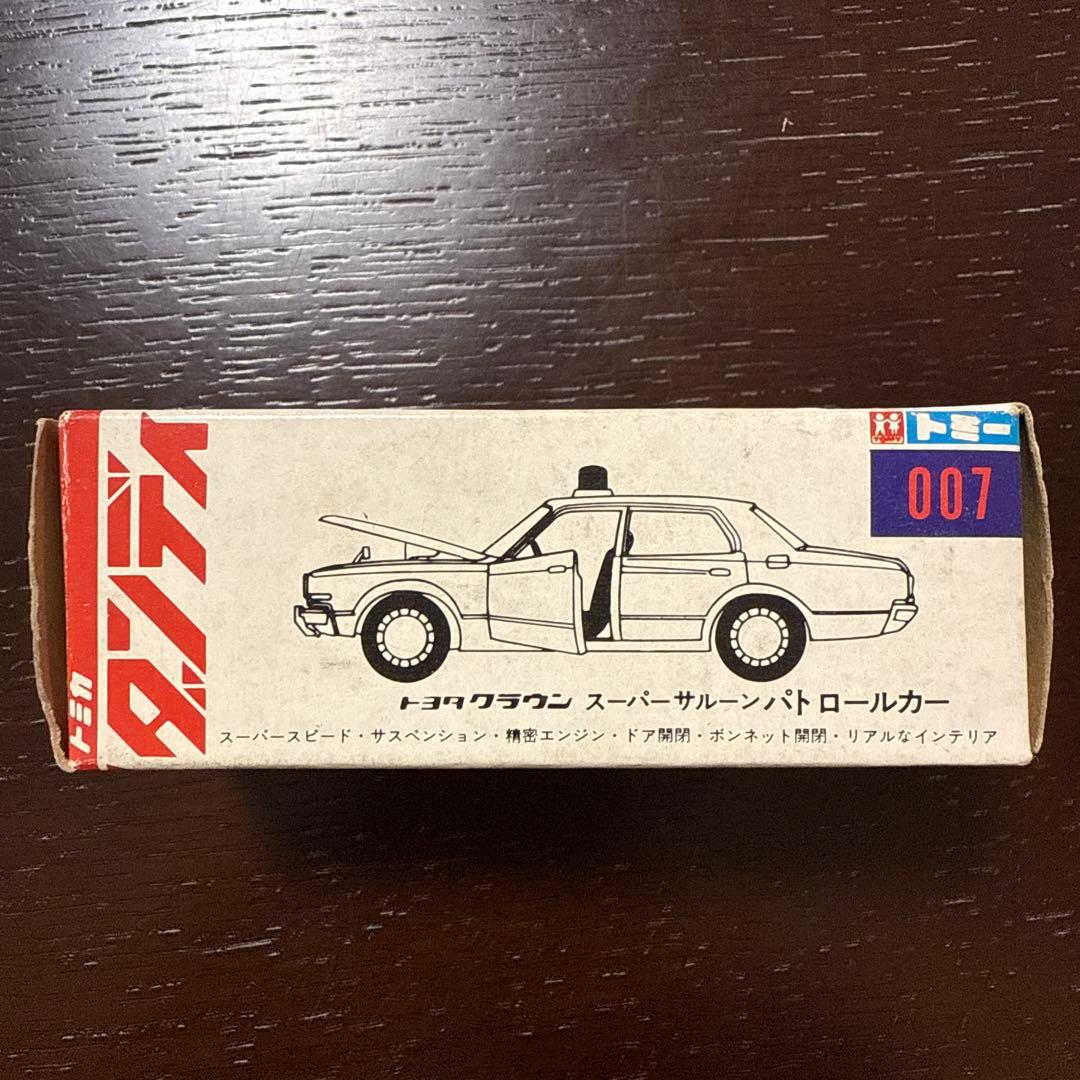 トミカ
ダンディ
トミー
007
トヨタクラウン スーパーサルーン パトロールカー
スーパースピード・サスペンション・精密エンジン・ドア開閉・ボンネット開閉・リアルなインテリア